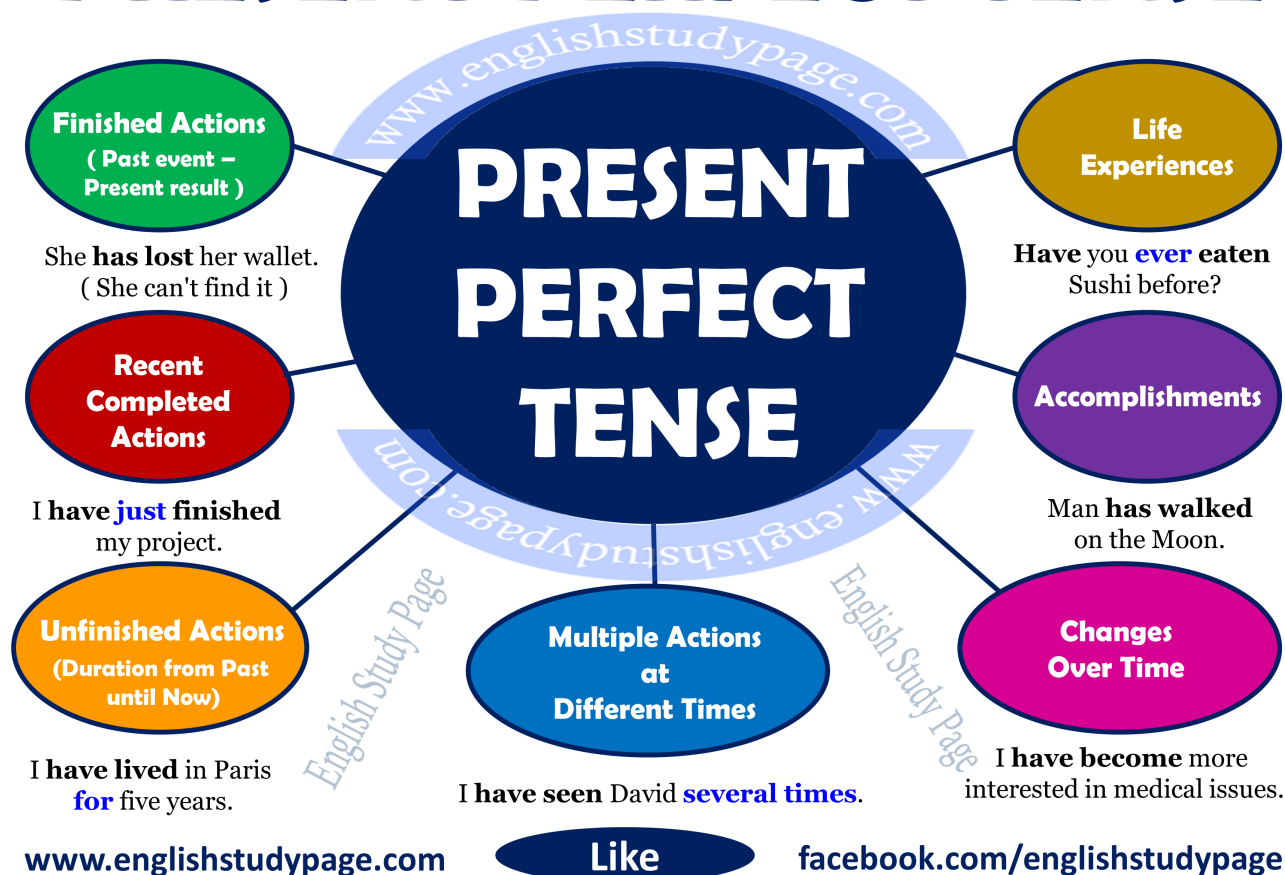 www.englishstudypage.com
PRESENT
PERFECT
TENSE
www.englishstudypage.com
Finished Actions
( Past event –
Present result )
She has lost her wallet.
( She can't find it )
Recent
Completed
Actions
I have just finished
my project.
Unfinished Actions
(Duration from Past
until Now)
I have lived in Paris
for five years.
English Study Page
Multiple Actions
at
Different Times
I have seen David several times.
English Study Page
Life
Experiences
Have you ever eaten
Sushi before?
Accomplishments
Man has walked
on the Moon.
Changes
Over Time
I have become more
interested in medical issues.
www.englishstudypage.com
Like
facebook.com/englishstudypage